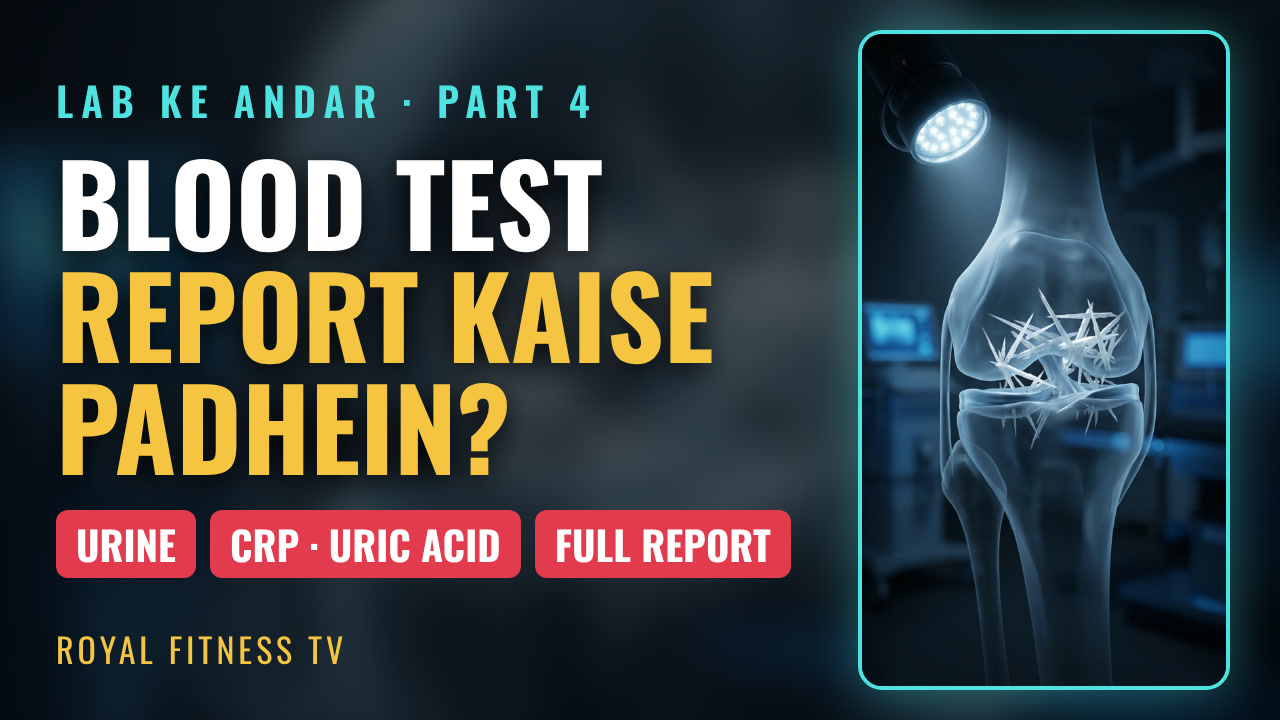 LAB KE ANDAR · PART 4
BLOOD TEST
REPORT KAISE
PADHEIN?
URINE
CRP · URIC ACID
FULL REPORT
ROYAL FITNESS TV